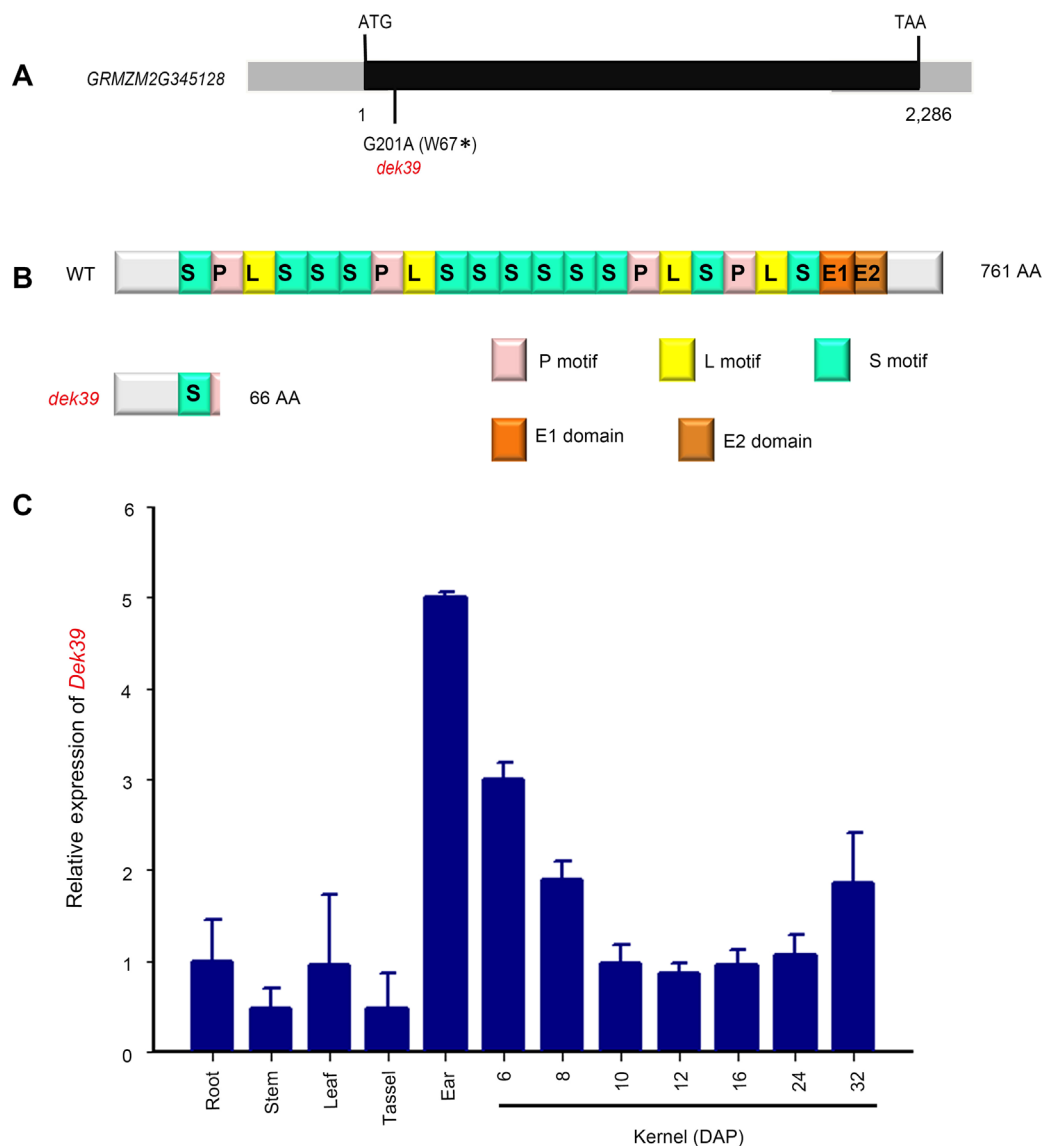 A
ATG
TAA
GRMZM2G345128
1
2,286
G201A (W67*)
dek39
B
WT
S P L S S S P L S S S S S S P L S P L S E1 E2
761 AA
P motif
L motif
S motif
dek39
S
66 AA
E1 domain
E2 domain
C
Relative expression of Dek39
6
5
4
3
2
1
0
Root
Stem
Leaf
Tassel
Ear
6
8
10
12
16
24
32
Kernel (DAP)